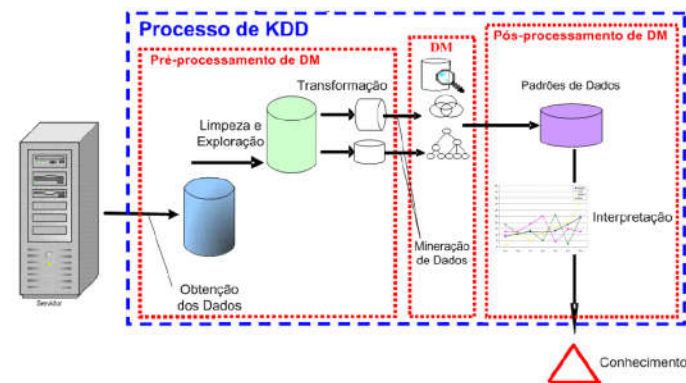 Processo de KDD
Pré-processamento de DM
DM
Pós-processamento de DM
Transformação
Padrões de Dados
Limpeza e
Exploração
Interpretação
Mineração
de Dados
Obtenção
dos Dados
Servidor
Conhecimento